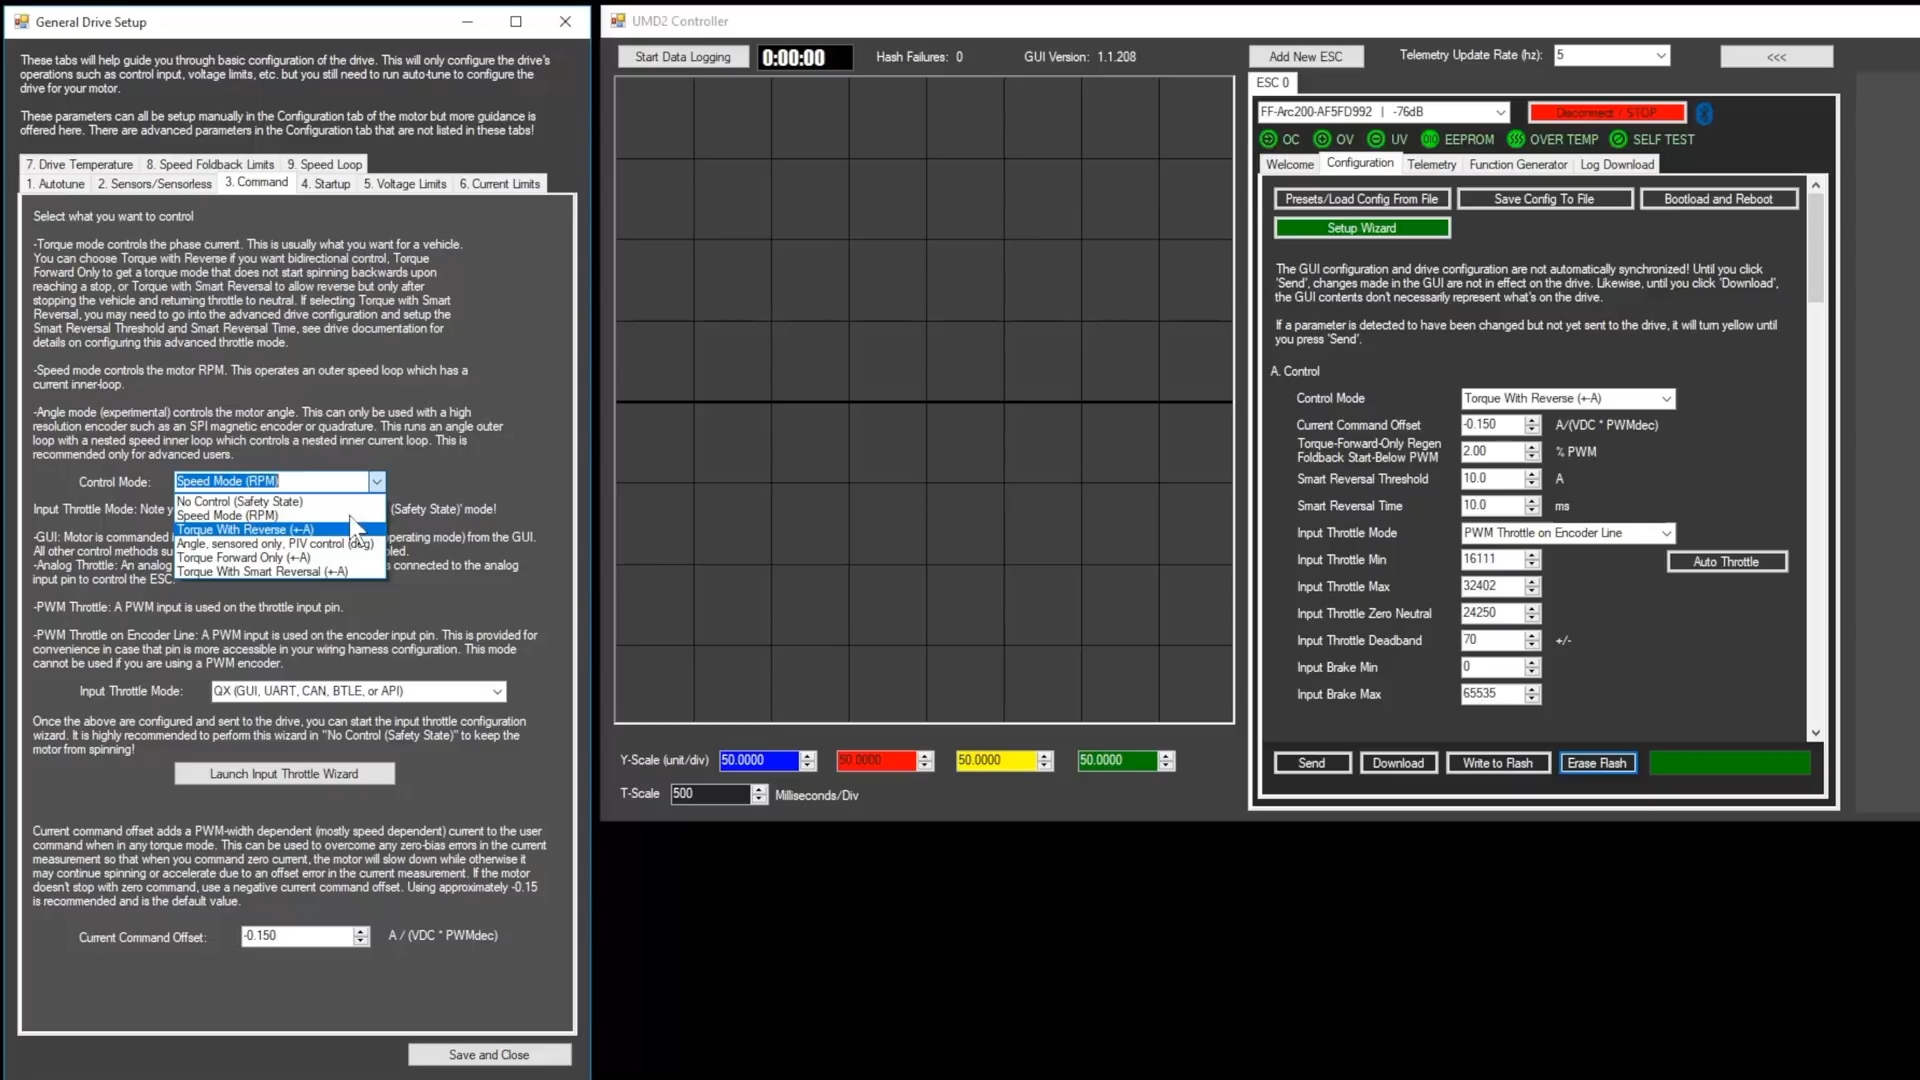 General Drive Setup
These tabs will help guide you through basic configuration of the drive. This will only configure the drive's
operations such as control input, voltage limits, etc. but you still need to run auto-tune to configure the
drive for your motor.
These parameters can all be setup manually in the Configuration tab of the motor but more guidance is
offered here. There are advanced parameters in the Configuration tab that are not listed in these tabs!
7. Drive Temperature 8. Speed Foldback Limits 9. Speed Loop
1. Autotune 2. Sensors/Sensorless 3. Command 4. Startup 5. Voltage Limits 6. Current Limits
Select what you want to control
-Torque mode controls the phase current. This is usually what you want for a vehicle.
You can choose Torque with Reverse if you want bidirectional control, Torque
Forward Only to get a torque mode that does not start spinning backwards upon
reaching a stop, or Torque with Smart Reversal to allow reverse but only after
stopping the vehicle and returning throttle to neutral. If selecting Torque with Smart
Reversal, you may need to go into the advanced drive configuration and setup the
Smart Reversal Threshold and Smart Reversal Time, see drive documentation for
details on configuring this advanced throttle mode.
-Speed mode controls the motor RPM. This operates an outer speed loop which has a
current inner-loop.
-Angle mode (experimental) controls the motor angle. This can only be used with a high
resolution encoder such as an SPI magnetic encoder or quadrature. This runs an angle outer
loop with a nested speed inner loop which controls a nested inner current loop. This is
recommended only for advanced users.
Control Mode: Speed Mode (RPM)
No Control (Safety State)
Input Throttle Mode: Note y (Safety State)' mode!
Speed Mode (RPM)
Torque With Reverse (+-A)
-GUI: Motor is commanded perating mode) from the GUI.
Angle, sensored only, PIV control (deg)
All other control methods su led.
Torque Forward Only (+-A)
-Analog Throttle: An analog s connected to the analog
Torque With Smart Reversal (+-A)
input pin to control the ESC.
-PWM Throttle: A PWM input is used on the throttle input pin.
-PWM Throttle on Encoder Line: A PWM input is used on the encoder input pin. This is provided for
convenience in case that pin is more accessible in your wiring harness configuration. This mode
cannot be used if you are using a PWM encoder.
Input Throttle Mode: QX (GUI, UART, CAN, BTLE, or API)
Once the above are configured and sent to the drive, you can start the input throttle configuration
wizard. It is highly recommended to perform this wizard in "No Control (Safety State)" to keep the
motor from spinning!
Launch Input Throttle Wizard
Current command offset adds a PWM-width dependent (mostly speed dependent) current to the user
command when in any torque mode. This can be used to overcome any zero-bias errors in the current
measurement so that when you command zero current, the motor will slow down while otherwise it
may continue spinning or accelerate due to an offset error in the current measurement. If the motor
doesn't stop with zero command, use a negative current command offset. Using approximately -0.15
is recommended and is the default value.
Current Command Offset: -0.150 A / (VDC * PWMdec)
Save and Close
UMD2 Controller
Start Data Logging 0:00:00 Hash Failures: 0 GUI Version: 1.1.208
Y-Scale (unit/div) 50.0000 50.0000 50.0000 50.0000
T-Scale 500 Milliseconds/Div
Add New ESC Telemetry Update Rate (hz): 5 <<<
ESC 0
FF-Arc200-AF5FD992 | -76dB Disconnect / STOP
OC OV UV EEPROM OVER TEMP SELF TEST
Welcome Configuration Telemetry Function Generator Log Download
Presets/Load Config From File Save Config To File Bootload and Reboot
Setup Wizard
The GUI configuration and drive configuration are not automatically synchronized! Until you click
'Send', changes made in the GUI are not in effect on the drive. Likewise, until you click 'Download',
the GUI contents don't necessarily represent what's on the drive.
If a parameter is detected to have been changed but not yet sent to the drive, it will turn yellow until
you press 'Send'.
A. Control
Control Mode Torque With Reverse (+-A)
Current Command Offset -0.150 A/(VDC * PWMdec)
Torque-Forward-Only Regen
Foldback Start-Below PWM 2.00 % PWM
Smart Reversal Threshold 10.0 A
Smart Reversal Time 10.0 ms
Input Throttle Mode PWM Throttle on Encoder Line
Input Throttle Min 16111 Auto Throttle
Input Throttle Max 32402
Input Throttle Zero Neutral 24250
Input Throttle Deadband 70 +/-
Input Brake Min 0
Input Brake Max 65535
Send Download Write to Flash Erase Flash